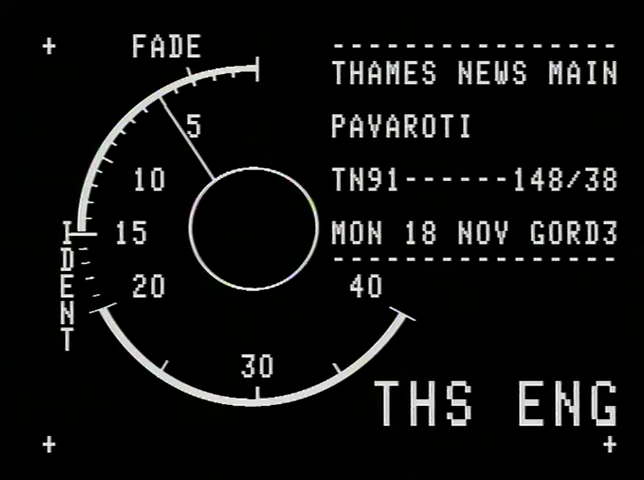 FADE
----------------
THAMES NEWS MAIN
PAVAROTI
TN91------148/38
MON 18 NOV GORD3
----------------
5
10
15
20
30
40
IDENT
THS ENG